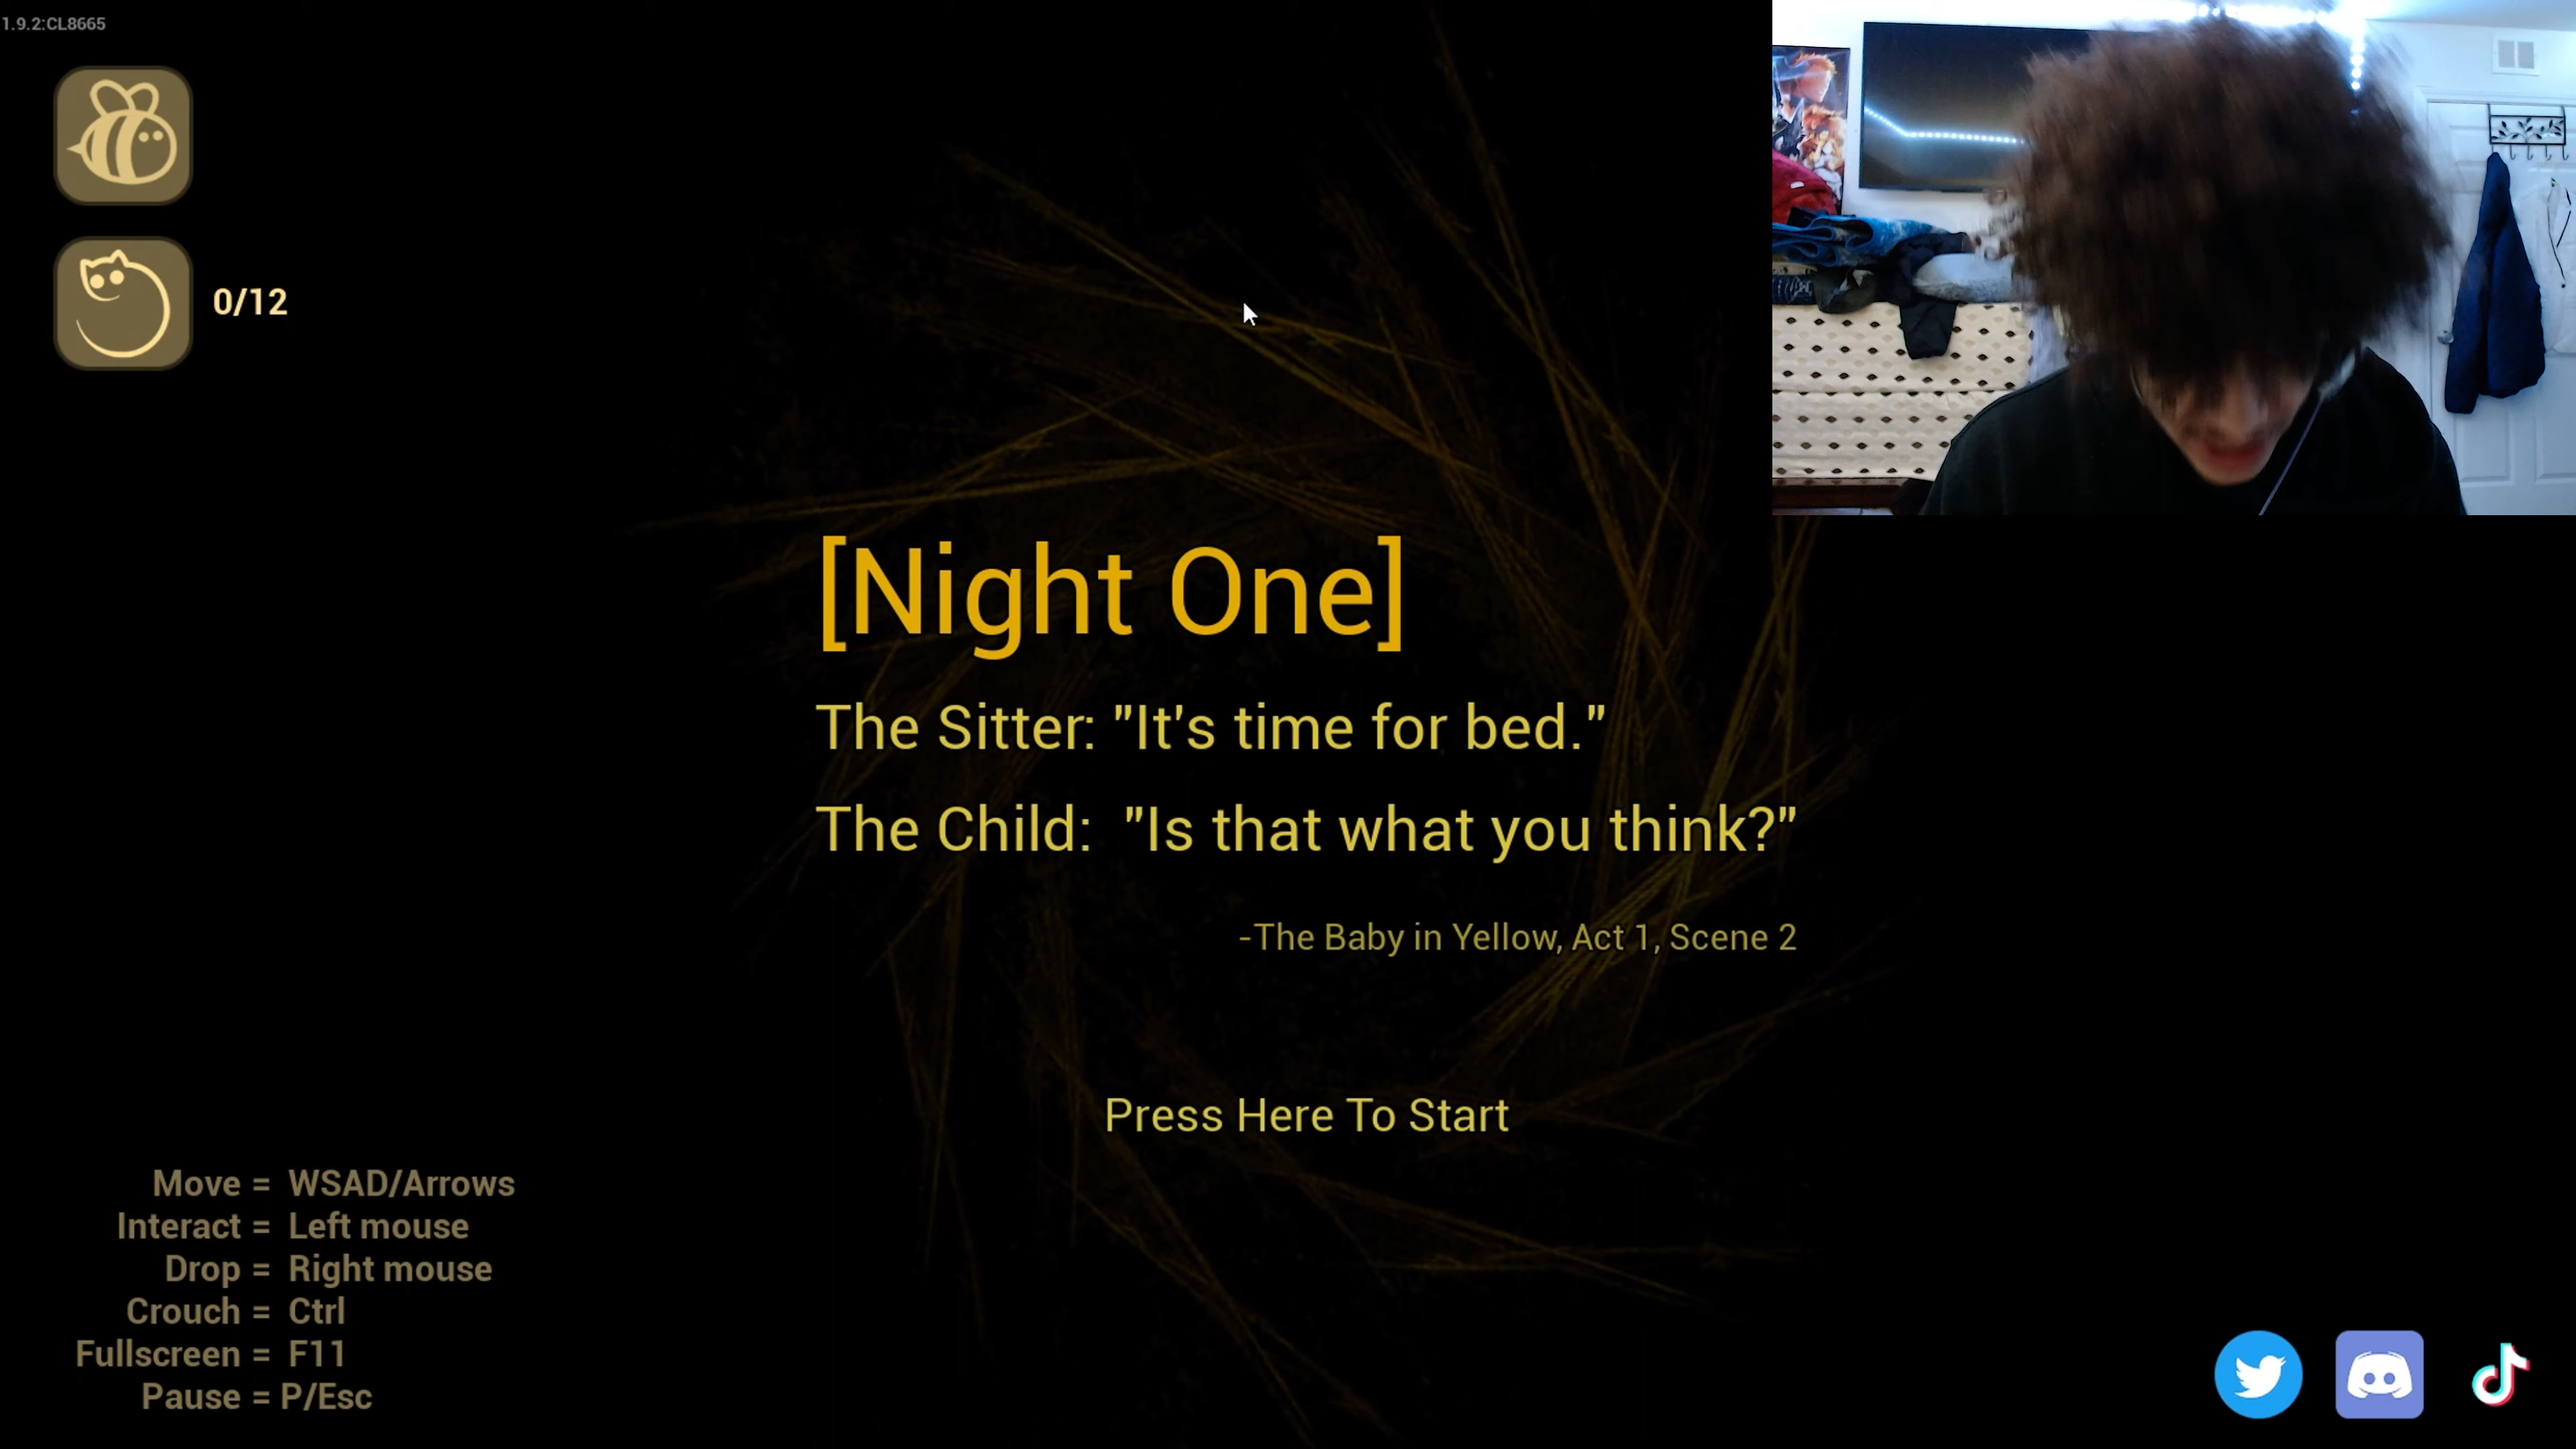 1.9.2:CL8665
0/12
[Night One]
The Sitter: "It's time for bed."
The Child:  "Is that what you think?"
-The Baby in Yellow, Act 1, Scene 2
Press Here To Start
Move = WSAD/Arrows
Interact = Left mouse
Drop = Right mouse
Crouch = Ctrl
Fullscreen = F11
Pause = P/Esc